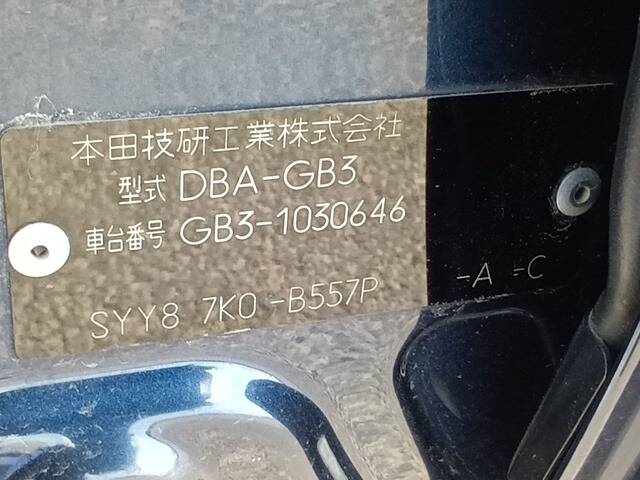 本田技研工業株式会社
型式 DBA-GB3
車台番号 GB3-1030646
SYY8 7K0 -B557P -A -C